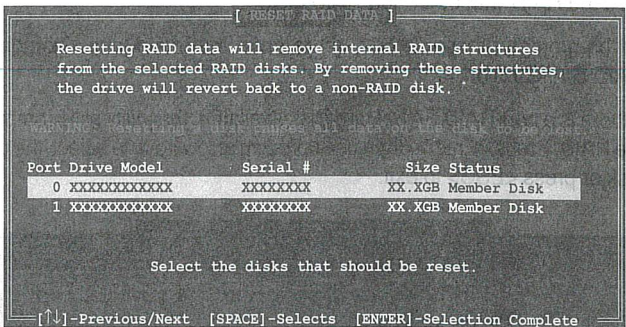 [ RESET RAID DATA ]
Resetting RAID data will remove internal RAID structures
from the selected RAID disks. By removing these structures,
the drive will revert back to a non-RAID disk.
WARNING: Resetting a disk causes all data on the disk to be lost.
Port Drive Model Serial # Size Status
0 XXXXXXXXXXXX XXXXXXXX XX.XGB Member Disk
1 XXXXXXXXXXXX XXXXXXXX XX.XGB Member Disk
Select the disks that should be reset.
[↑↓]-Previous/Next [SPACE]-Selects [ENTER]-Selection Complete